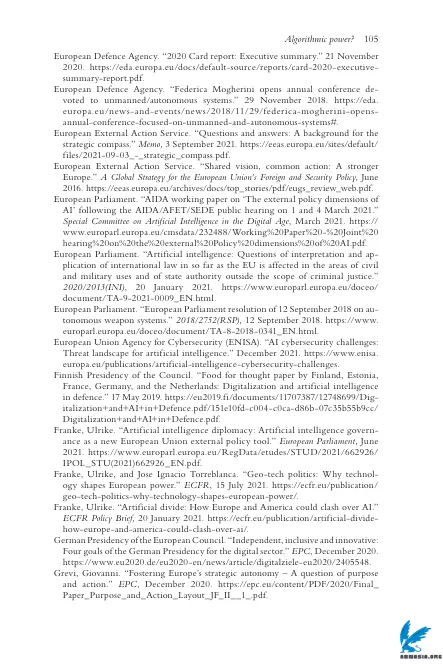 Algorithmic power? 105
European Defence Agency. “2020 Card report: Executive summary.” 21 November
2020. https://eda.europa.eu/docs/default-source/reports/card-2020-executive-
summary-report.pdf.
European Defence Agency. “Federica Mogherini opens annual conference de-
voted to unmanned/autonomous systems.” 29 November 2018. https://eda.
europa.eu/news-and-events/news/2018/11/29/federica-mogherini-opens-
annual-conference-focused-on-unmanned-and-autonomous-systems#.
European External Action Service. “Questions and answers: A background for the
strategic compass.” Memo, 3 September 2021. https://eeas.europa.eu/sites/default/
files/2021-09-03_-_strategic_compass.pdf.
European External Action Service. “Shared vision, common action: A stronger
Europe.” A Global Strategy for the European Union’s Foreign and Security Policy, June
2016. https://eeas.europa.eu/archives/docs/top_stories/pdf/eugs_review_web.pdf.
European Parliament. “AIDA working paper on ‘The external policy dimensions of
AI’ following the AIDA/AFET/SEDE public hearing on 1 and 4 March 2021.”
Special Committee on Artificial Intelligence in the Digital Age, March 2021. https://
www.europarl.europa.eu/cmsdata/232488/Working%20Paper%20-%20Joint%20
hearing%20on%20the%20external%20Policy%20dimensions%20of%20AI.pdf.
European Parliament. “Artificial intelligence: Questions of interpretation and ap-
plication of international law in so far as the EU is affected in the areas of civil
and military uses and of state authority outside the scope of criminal justice.”
2020/2013(INI), 20 January 2021. https://www.europarl.europa.eu/doceo/
document/TA-9-2021-0009_EN.html.
European Parliament. “European Parliament resolution of 12 September 2018 on au-
tonomous weapon systems.” 2018/2752(RSP), 12 September 2018. https://www.
europarl.europa.eu/doceo/document/TA-8-2018-0341_EN.html.
European Union Agency for Cybersecurity (ENISA). “AI cybersecurity challenges:
Threat landscape for artificial intelligence.” December 2021. https://www.enisa.
europa.eu/publications/artificial-intelligence-cybersecurity-challenges.
Finnish Presidency of the Council. “Food for thought paper by Finland, Estonia,
France, Germany, and the Netherlands: Digitalization and artificial intelligence
in defence.” 17 May 2019. https://eu2019.fi/documents/11707387/12748699/Dig-
italization+and+AI+in+Defence.pdf/151e10fd-c004-c0ca-d86b-07c35b55b9cc/
Digitalization+and+AI+in+Defence.pdf.
Franke, Ulrike. “Artificial intelligence diplomacy: Artificial intelligence govern-
ance as a new European Union external policy tool.” European Parliament, June
2021. https://www.europarl.europa.eu/RegData/etudes/STUD/2021/662926/
IPOL_STU(2021)662926_EN.pdf.
Franke, Ulrike, and Jose Ignacio Torreblanca. “Geo-tech politics: Why technol-
ogy shapes European power.” ECFR, 15 July 2021. https://ecfr.eu/publication/
geo-tech-politics-why-technology-shapes-european-power/.
Franke, Ulrike. “Artificial divide: How Europe and America could clash over AI.”
ECFR Policy Brief, 20 January 2021. https://ecfr.eu/publication/artificial-divide-
how-europe-and-america-could-clash-over-ai/.
German Presidency of the European Council. “Independent, inclusive and innovative:
Four goals of the German Presidency for the digital sector.” EPC, December 2020.
https://www.eu2020.de/eu2020-en/news/article/digitalziele-eu2020/2405548.
Grevi, Giovanni. “Fostering Europe’s strategic autonomy – A question of purpose
and action.” EPC, December 2020. https://epc.eu/content/PDF/2020/Final_
Paper_Purpose_and_Action_Layout_JF_II__1_.pdf.